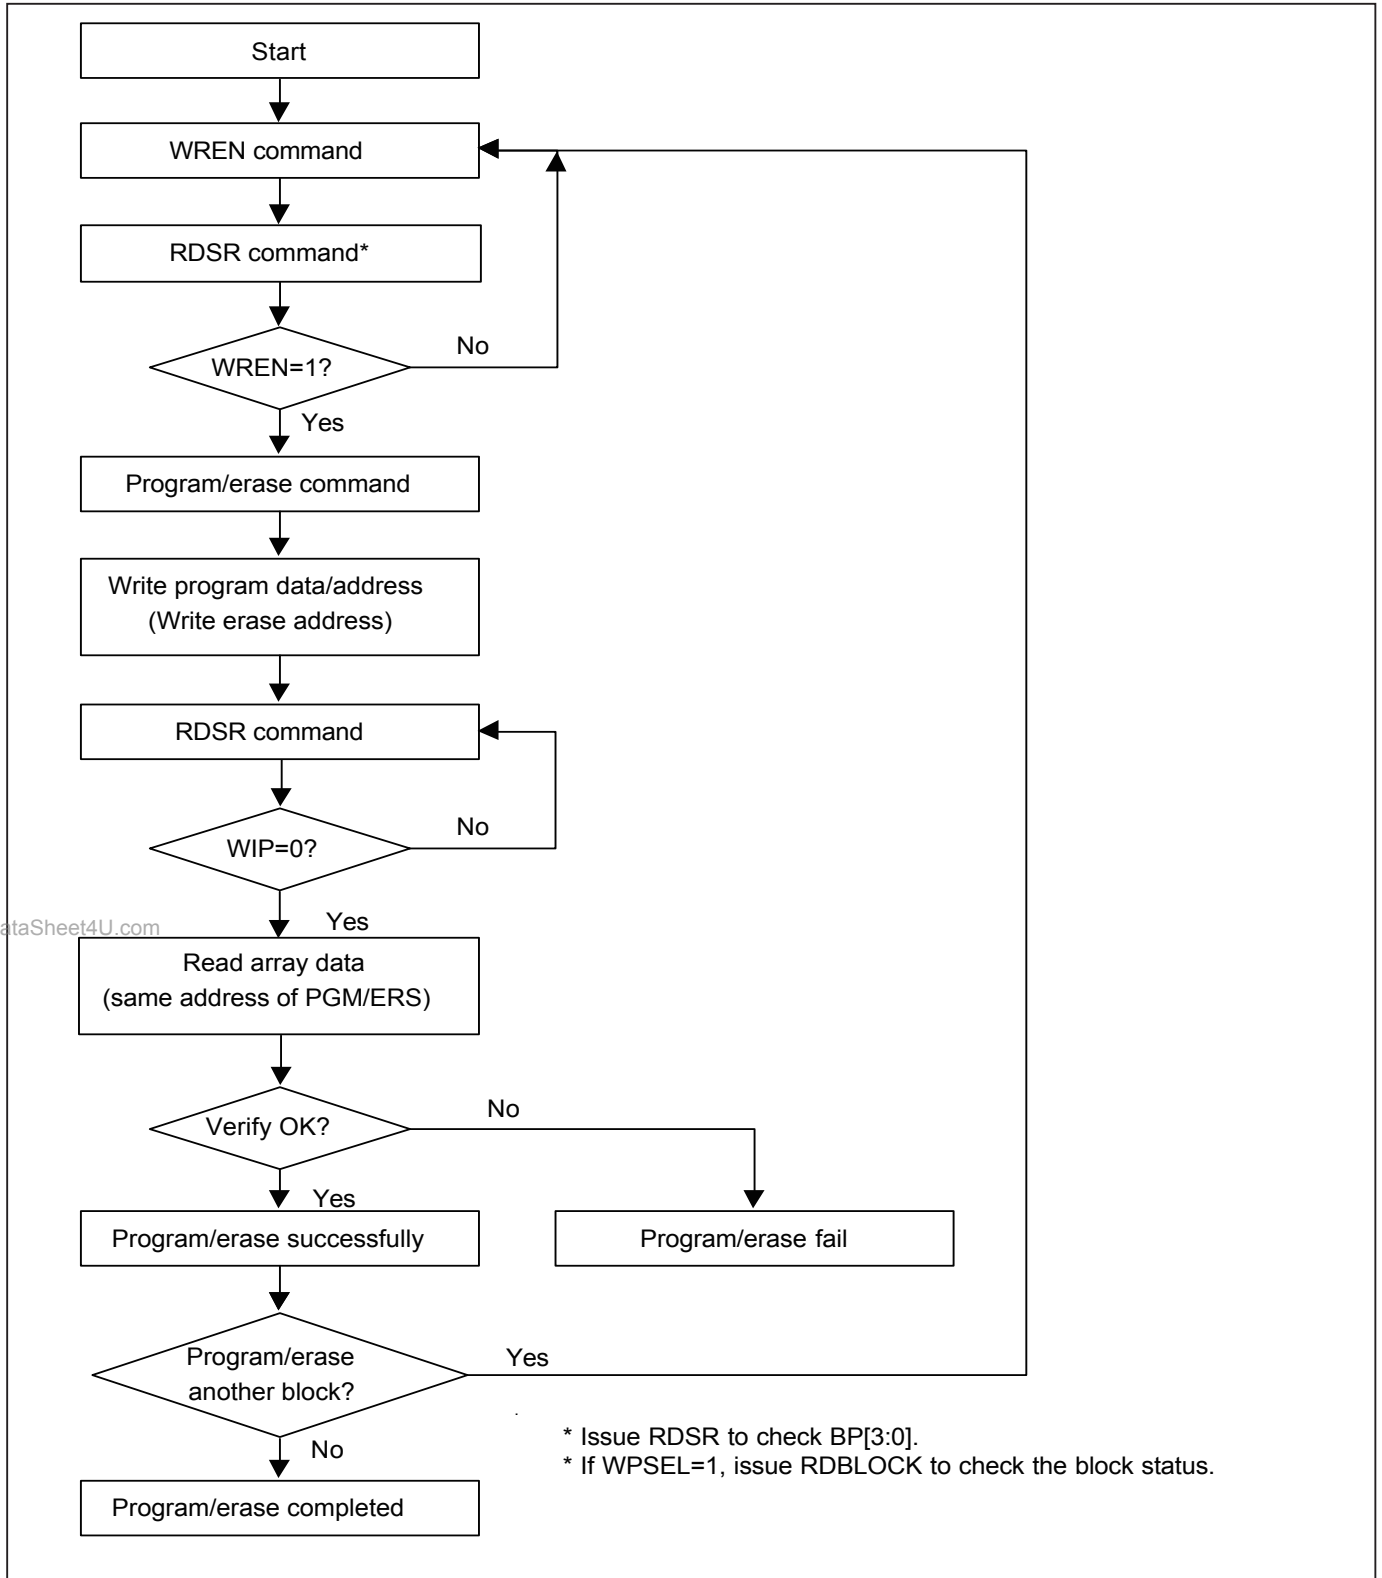 Start
WREN command
RDSR command*
WREN=1?
No
Yes
Program/erase command
Write program data/address
(Write erase address)
RDSR command
WIP=0?
No
Yes
ataSheet4U.com
Read array data
(same address of PGM/ERS)
Verify OK?
No
Yes
Program/erase successfully
Program/erase fail
Program/erase
another block?
Yes
No
* Issue RDSR to check BP[3:0].
* If WPSEL=1, issue RDBLOCK to check the block status.
Program/erase completed